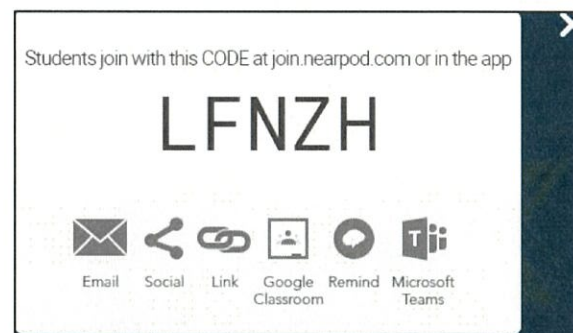 Students join with this CODE at join.nearpod.com or in the app
LFNZH
Email Social Link Google Classroom Remind Microsoft Teams